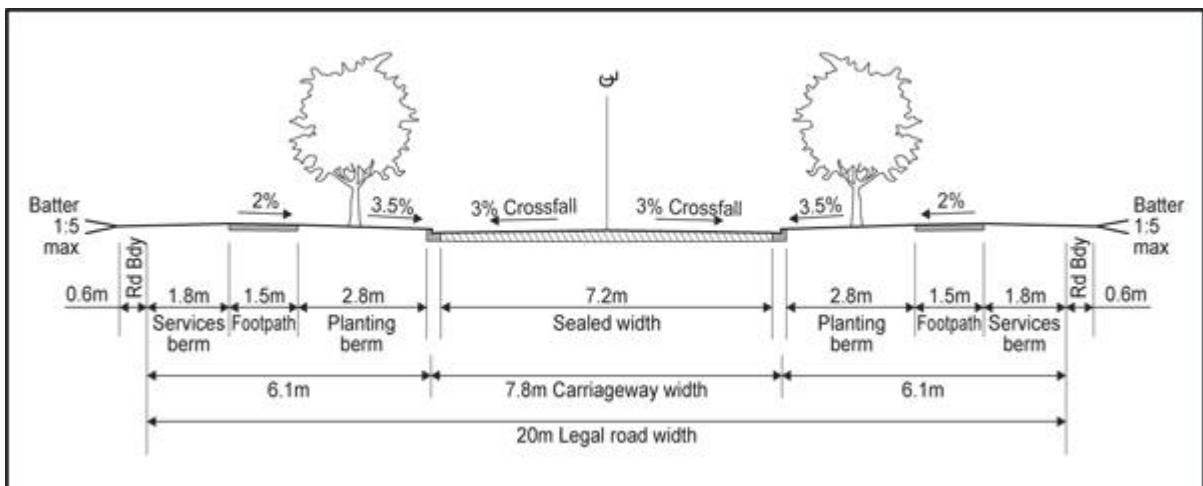 ℄
2%
3.5%
3% Crossfall
3% Crossfall
3.5%
2%
Batter
1:5
max
Batter
1:5
max
0.6m
Rd Bdy
1.8m
Services
berm
1.5m
Footpath
2.8m
Planting
berm
7.2m
Sealed width
2.8m
Planting
berm
1.5m
Footpath
1.8m
Services
berm
Rd Bdy
0.6m
6.1m
7.8m Carriageway width
6.1m
20m Legal road width